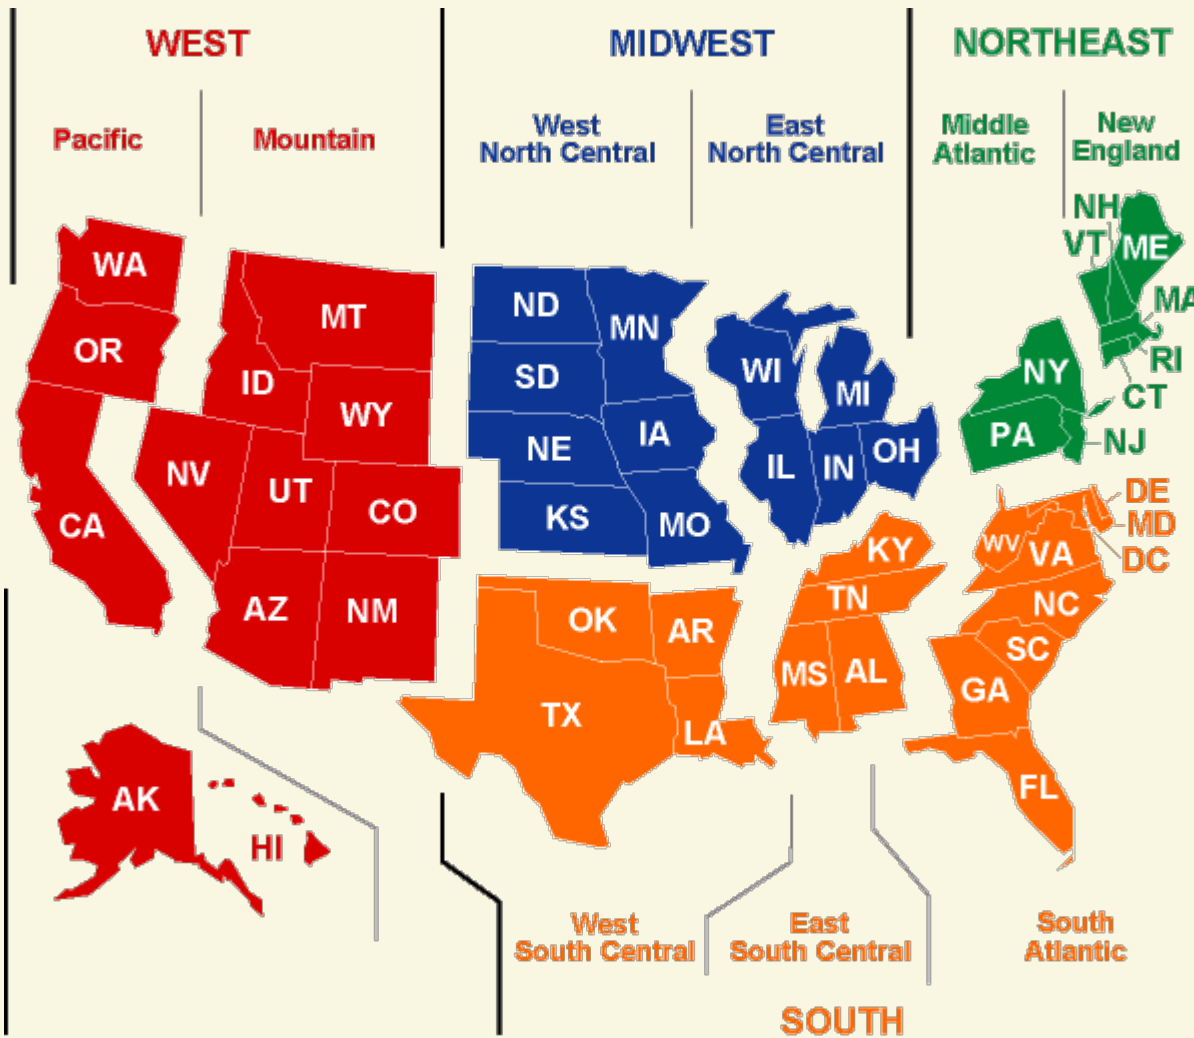 WEST
MIDWEST
NORTHEAST
Pacific
Mountain
West
North Central
East
North Central
Middle
Atlantic
New
England
NH
VT
ME
MA
RI
CT
NJ
NY
PA
WA
OR
CA
MT
ID
WY
NV
UT
CO
AZ
NM
AK
HI
ND
MN
SD
NE
IA
KS
MO
WI
MI
IL
IN
OH
DE
MD
DC
WV
VA
NC
SC
GA
FL
KY
TN
MS
AL
OK
AR
TX
LA
West
South Central
East
South Central
South
Atlantic
SOUTH